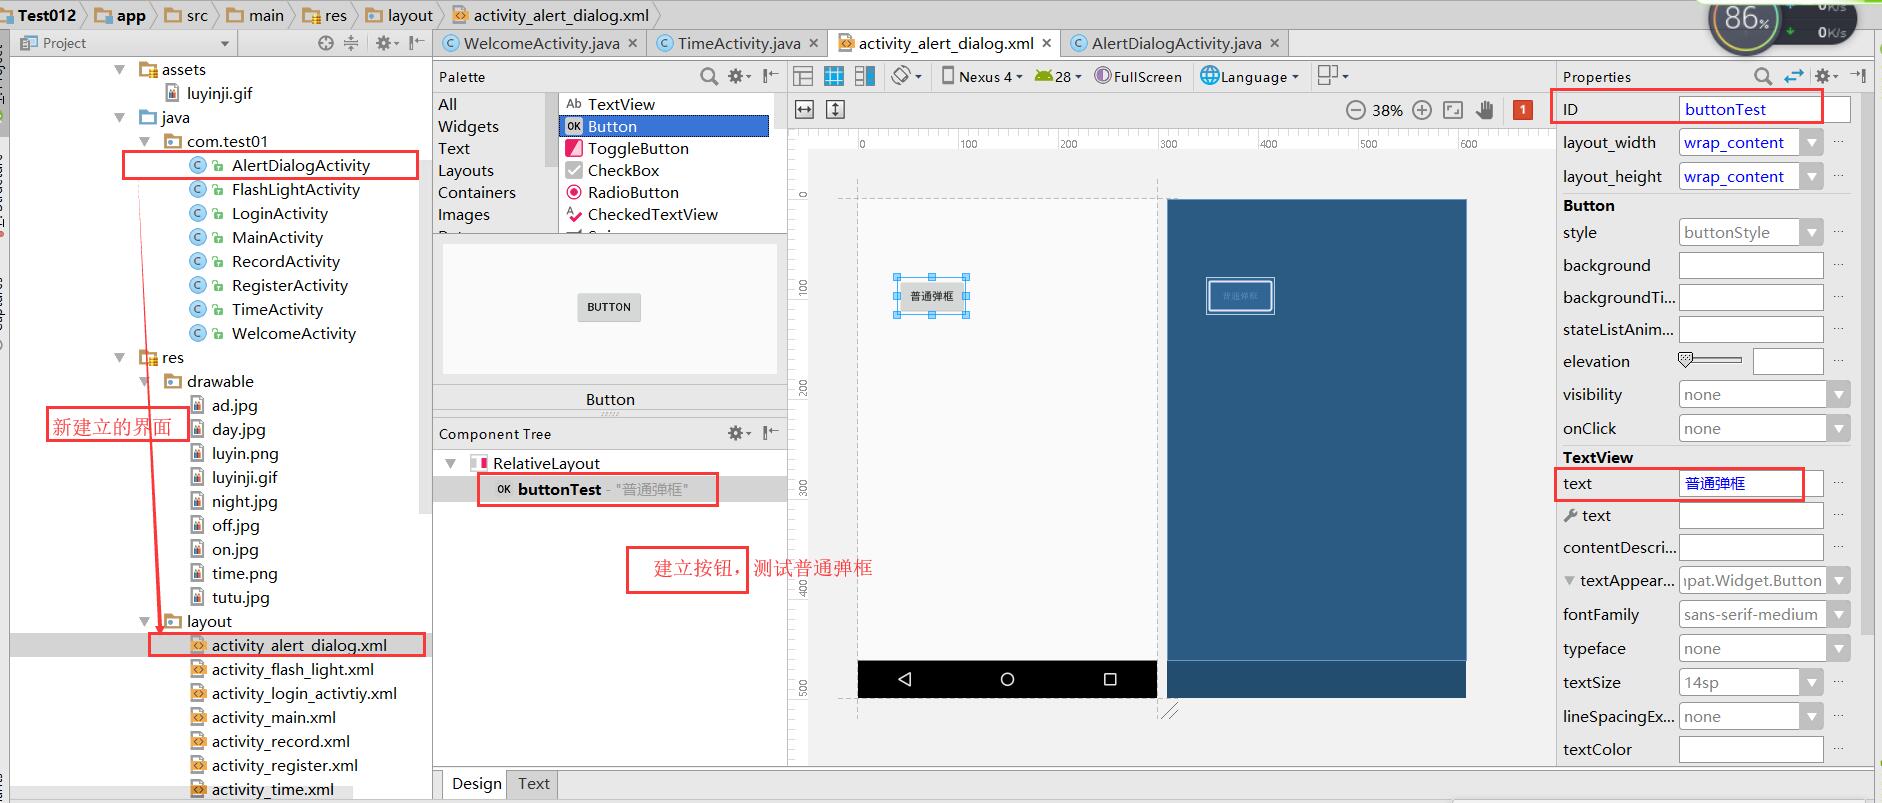 Test012 app src main res layout activity_alert_dialog.xml
86%
0K/s
0K/s
Project
WelcomeActivity.java
TimeActivity.java
activity_alert_dialog.xml
AlertDialogActivity.java
assets
luyinji.gif
java
com.test01
AlertDialogActivity
FlashLightActivity
LoginActivity
MainActivity
RecordActivity
RegisterActivity
TimeActivity
WelcomeActivity
res
drawable
ad.jpg
新建立的界面
day.jpg
luyin.png
luyinji.gif
night.jpg
off.jpg
on.jpg
time.png
tutu.jpg
layout
activity_alert_dialog.xml
activity_flash_light.xml
activity_login_activtiy.xml
activity_main.xml
activity_record.xml
activity_register.xml
activity_time.xml
Captures
Palette
All
Widgets
Text
Layouts
Containers
Images
Ab TextView
OK Button
ToggleButton
CheckBox
RadioButton
CheckedTextView
BUTTON
Button
Component Tree
RelativeLayout
OK buttonTest - "普通弹框"
建立按钮，测试普通弹框
Design
Text
Nexus 4
28
FullScreen
Language
38%
1
0 100 200 300 400 500 600
0
100
200
300
400
500
普通弹框
普通弹框
Properties
ID buttonTest
layout_width wrap_content
layout_height wrap_content
Button
style buttonStyle
background
backgroundTi...
stateListAnim...
elevation
visibility none
onClick none
TextView
text 普通弹框
text
contentDescri...
textAppear... ıpat.Widget.Button
fontFamily sans-serif-medium
typeface none
textSize 14sp
lineSpacingEx... none
textColor